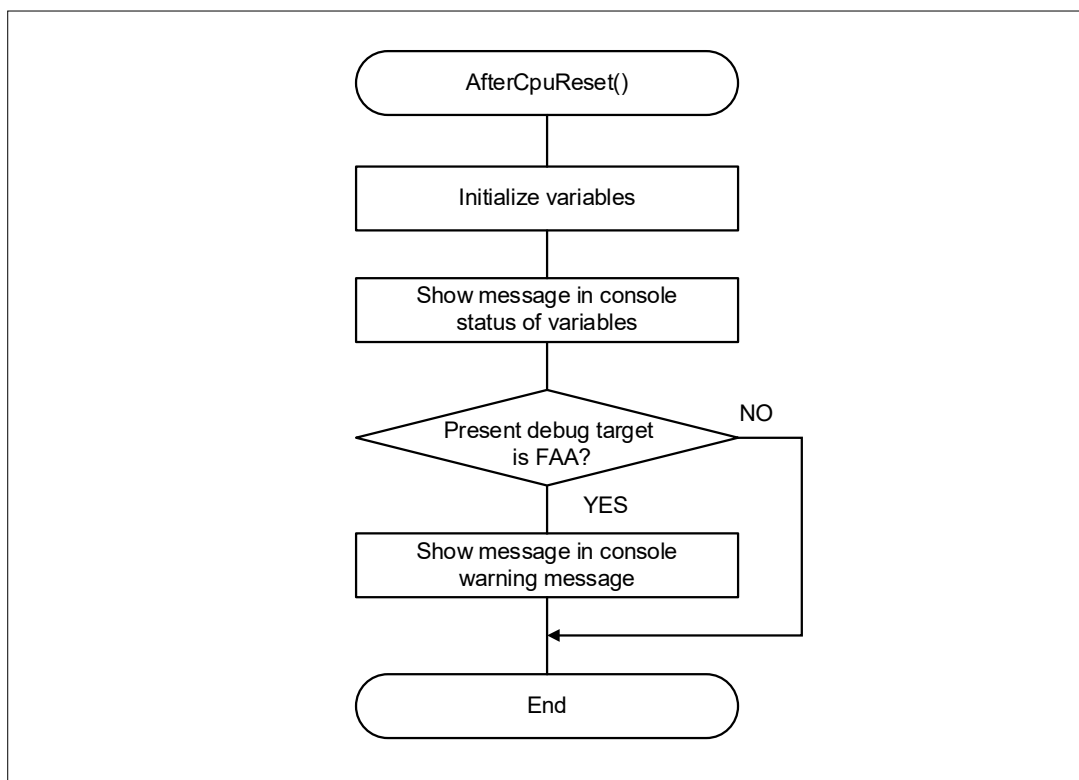 AfterCpuReset()
Initialize variables
Show message in console
status of variables
Present debug target
is FAA?
NO
YES
Show message in console
warning message
End